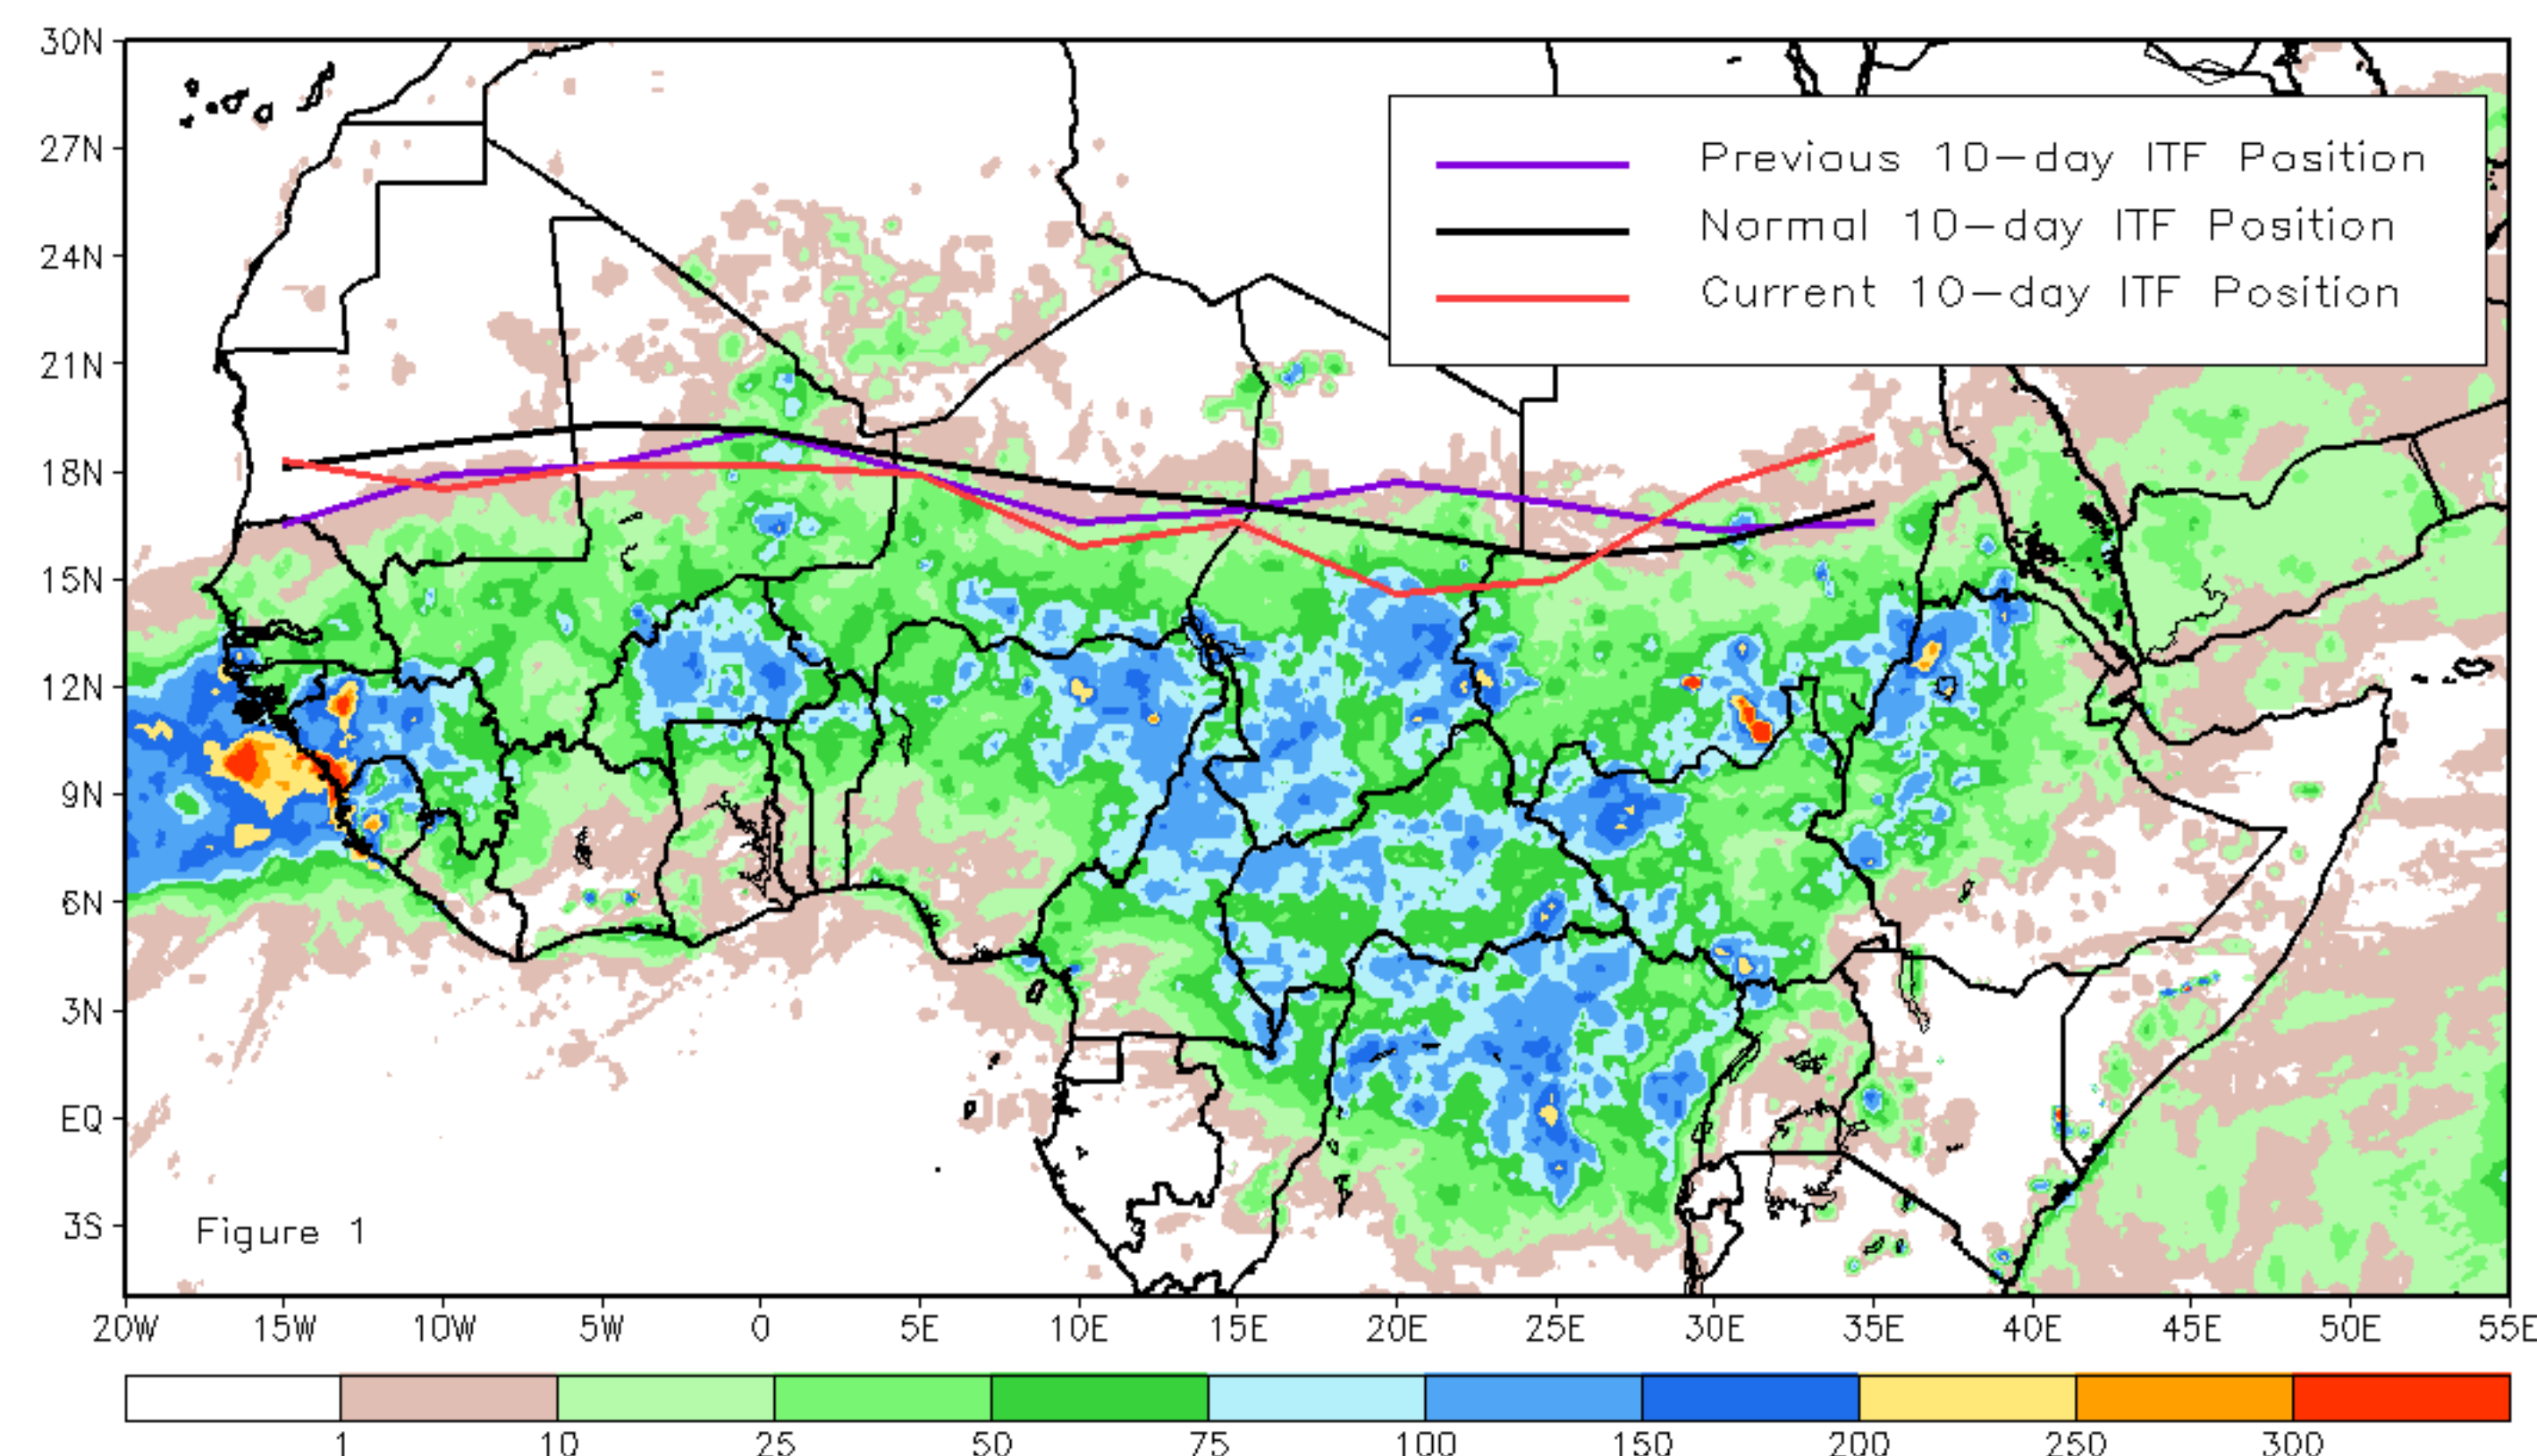 30N
27N
24N
21N
18N
15N
12N
9N
6N
3N
EQ
3S
Previous 10-day ITF Position
Normal 10-day ITF Position
Current 10-day ITF Position
Figure 1
20W 15W 10W 5W 0 5E 10E 15E 20E 25E 30E 35E 40E 45E 50E 55E
1 10 25 50 75 100 150 200 250 300